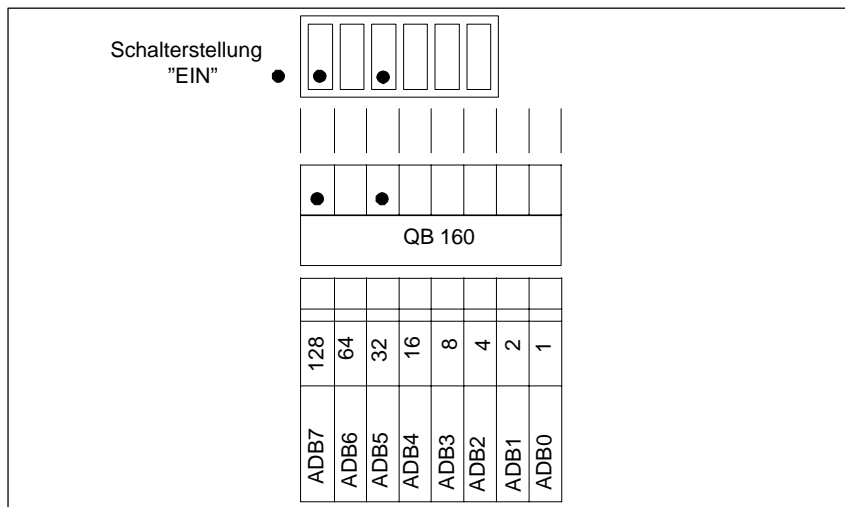 Schalterstellung
”EIN”
QB 160
128 64 32 16 8 4 2 1
ADB7 ADB6 ADB5 ADB4 ADB3 ADB2 ADB1 ADB0